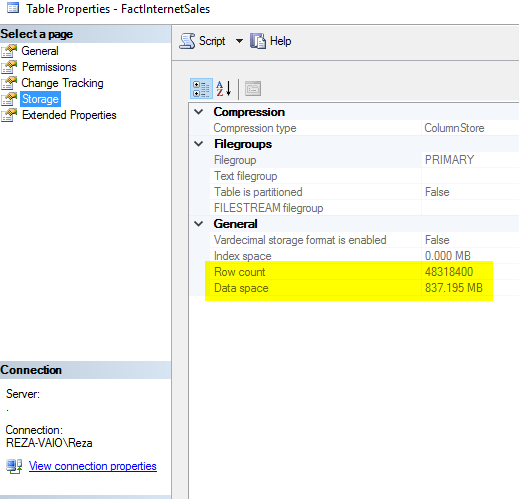 Table Properties - FactInternetSales
Select a page
General
Permissions
Change Tracking
Storage
Extended Properties
Script
Help
A
Z
Compression
Compression type ColumnStore
Filegroups
Filegroup PRIMARY
Text filegroup
Table is partitioned False
FILESTREAM filegroup
General
Vardecimal storage format is enabled False
Index space 0.000 MB
Row count 48318400
Data space 837.195 MB
Connection
Server:
.
Connection:
REZA-VAIO\Reza
View connection properties